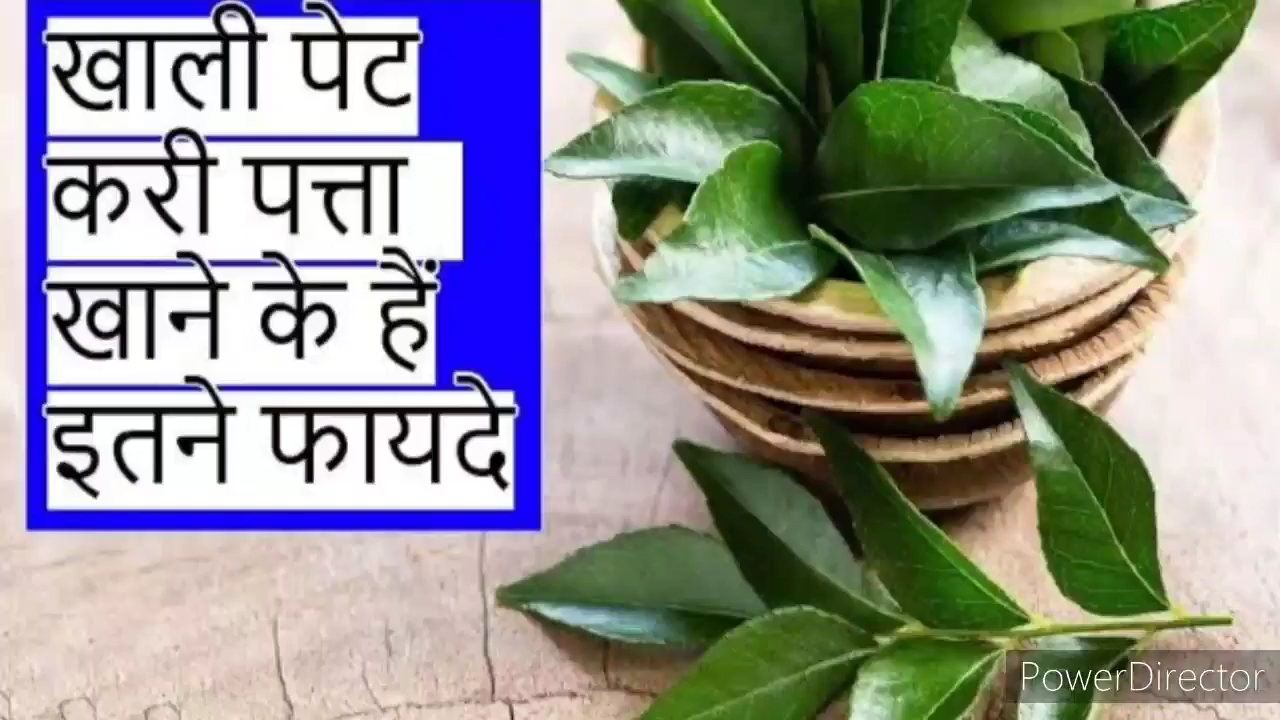 खाली पेट
करी पत्ता
खाने के हैं
इतने फायदे
PowerDirector